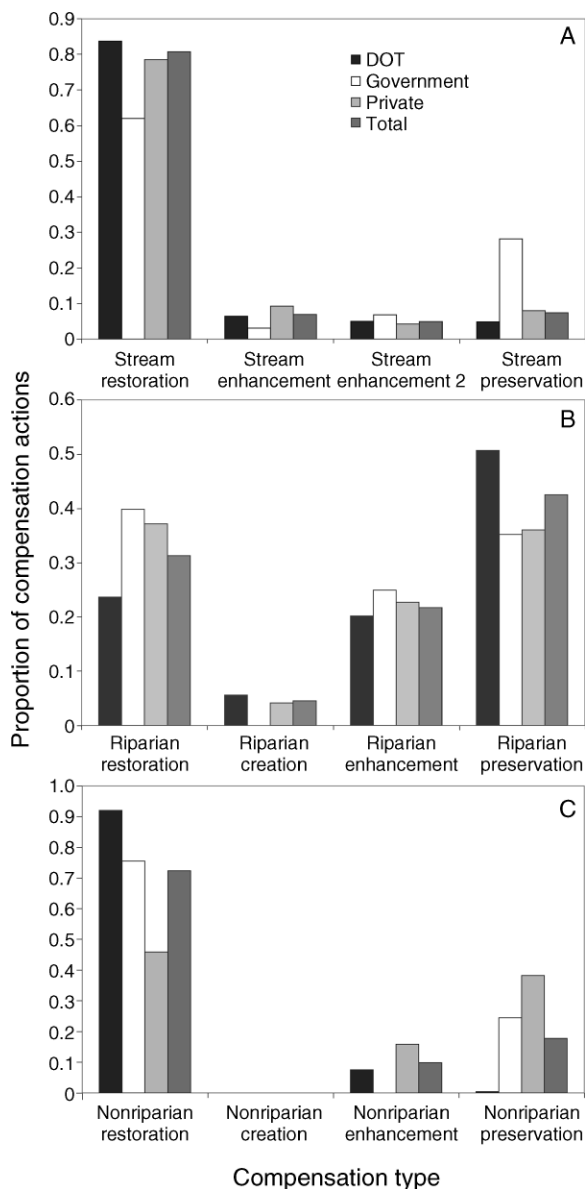 A
DOT
Government
Private
Total
0.9
0.8
0.7
0.6
0.5
0.4
0.3
0.2
0.1
0
Stream restoration
Stream enhancement
Stream enhancement 2
Stream preservation
Proportion of compensation actions
B
0.6
0.5
0.4
0.3
0.2
0.1
0
Riparian restoration
Riparian creation
Riparian enhancement
Riparian preservation
C
1.0
0.9
0.8
0.7
0.6
0.5
0.4
0.3
0.2
0.1
0
Nonriparian restoration
Nonriparian creation
Nonriparian enhancement
Nonriparian preservation
Compensation type